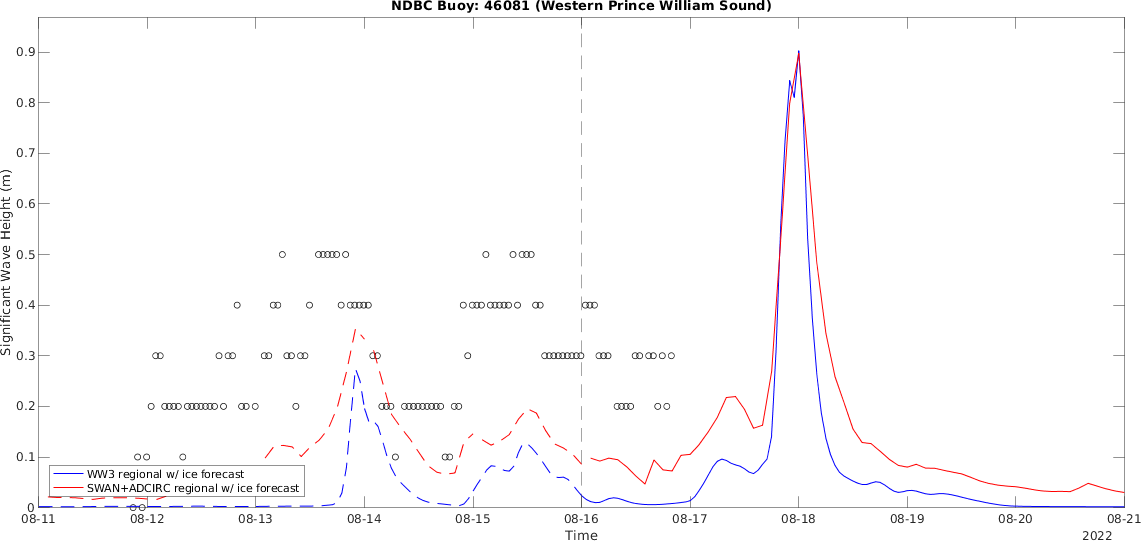 NDBC Buoy: 46081 (Western Prince William Sound)
Significant Wave Height (m)
0.9
0.8
0.7
0.6
0.5
0.4
0.3
0.2
0.1
0
WW3 regional w/ ice forecast
SWAN+ADCIRC regional w/ ice forecast
08-11 08-12 08-13 08-14 08-15 08-16 08-17 08-18 08-19 08-20 08-21
Time
2022